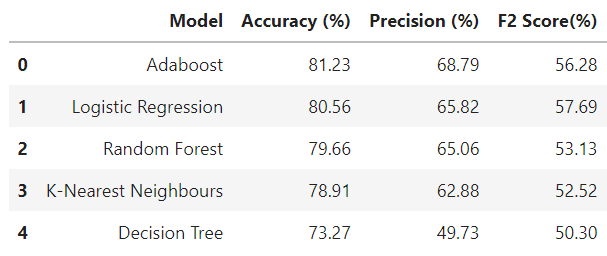 Model Accuracy (%) Precision (%) F2 Score(%)
0 Adaboost 81.23 68.79 56.28
1 Logistic Regression 80.56 65.82 57.69
2 Random Forest 79.66 65.06 53.13
3 K-Nearest Neighbours 78.91 62.88 52.52
4 Decision Tree 73.27 49.73 50.30